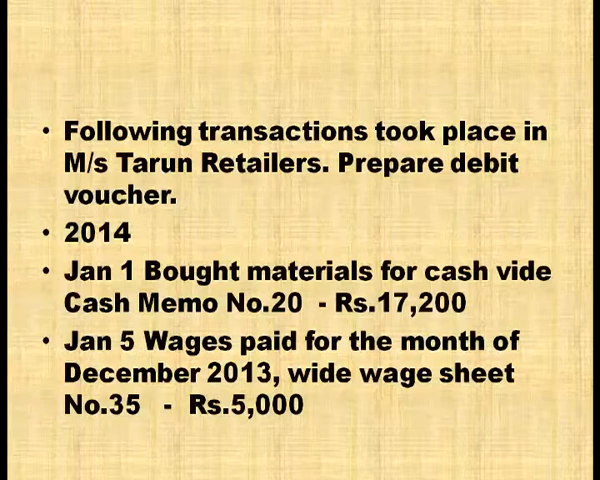 • Following transactions took place in
M/s Tarun Retailers. Prepare debit
voucher.
• 2014
• Jan 1 Bought materials for cash vide
Cash Memo No.20 - Rs.17,200
• Jan 5 Wages paid for the month of
December 2013, wide wage sheet
No.35 - Rs.5,000